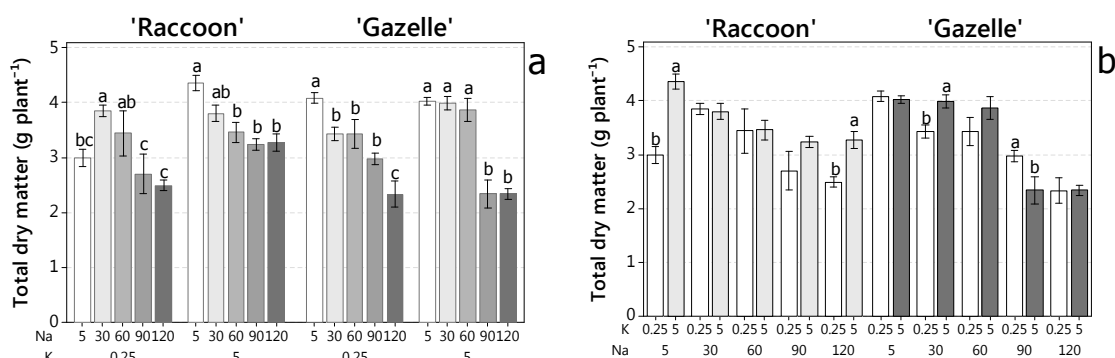 'Raccoon' 'Gazelle'
a
Total dry matter (g plant⁻¹)
5
4
3
2
1
0
bc a ab c c
a ab b b b
a b b b c
a a a b b
Na 5 30 60 90 120 5 30 60 90 120 5 30 60 90 120 5 30 60 90 120
K 0.25 5 0.25 5
'Raccoon' 'Gazelle'
b
Total dry matter (g plant⁻¹)
5
4
3
2
1
0
b a b a
b a a b
K 0.25 5 0.25 5 0.25 5 0.25 5 0.25 5 0.25 5 0.25 5 0.25 5 0.25 5 0.25 5
Na 5 30 60 90 120 5 30 60 90 120